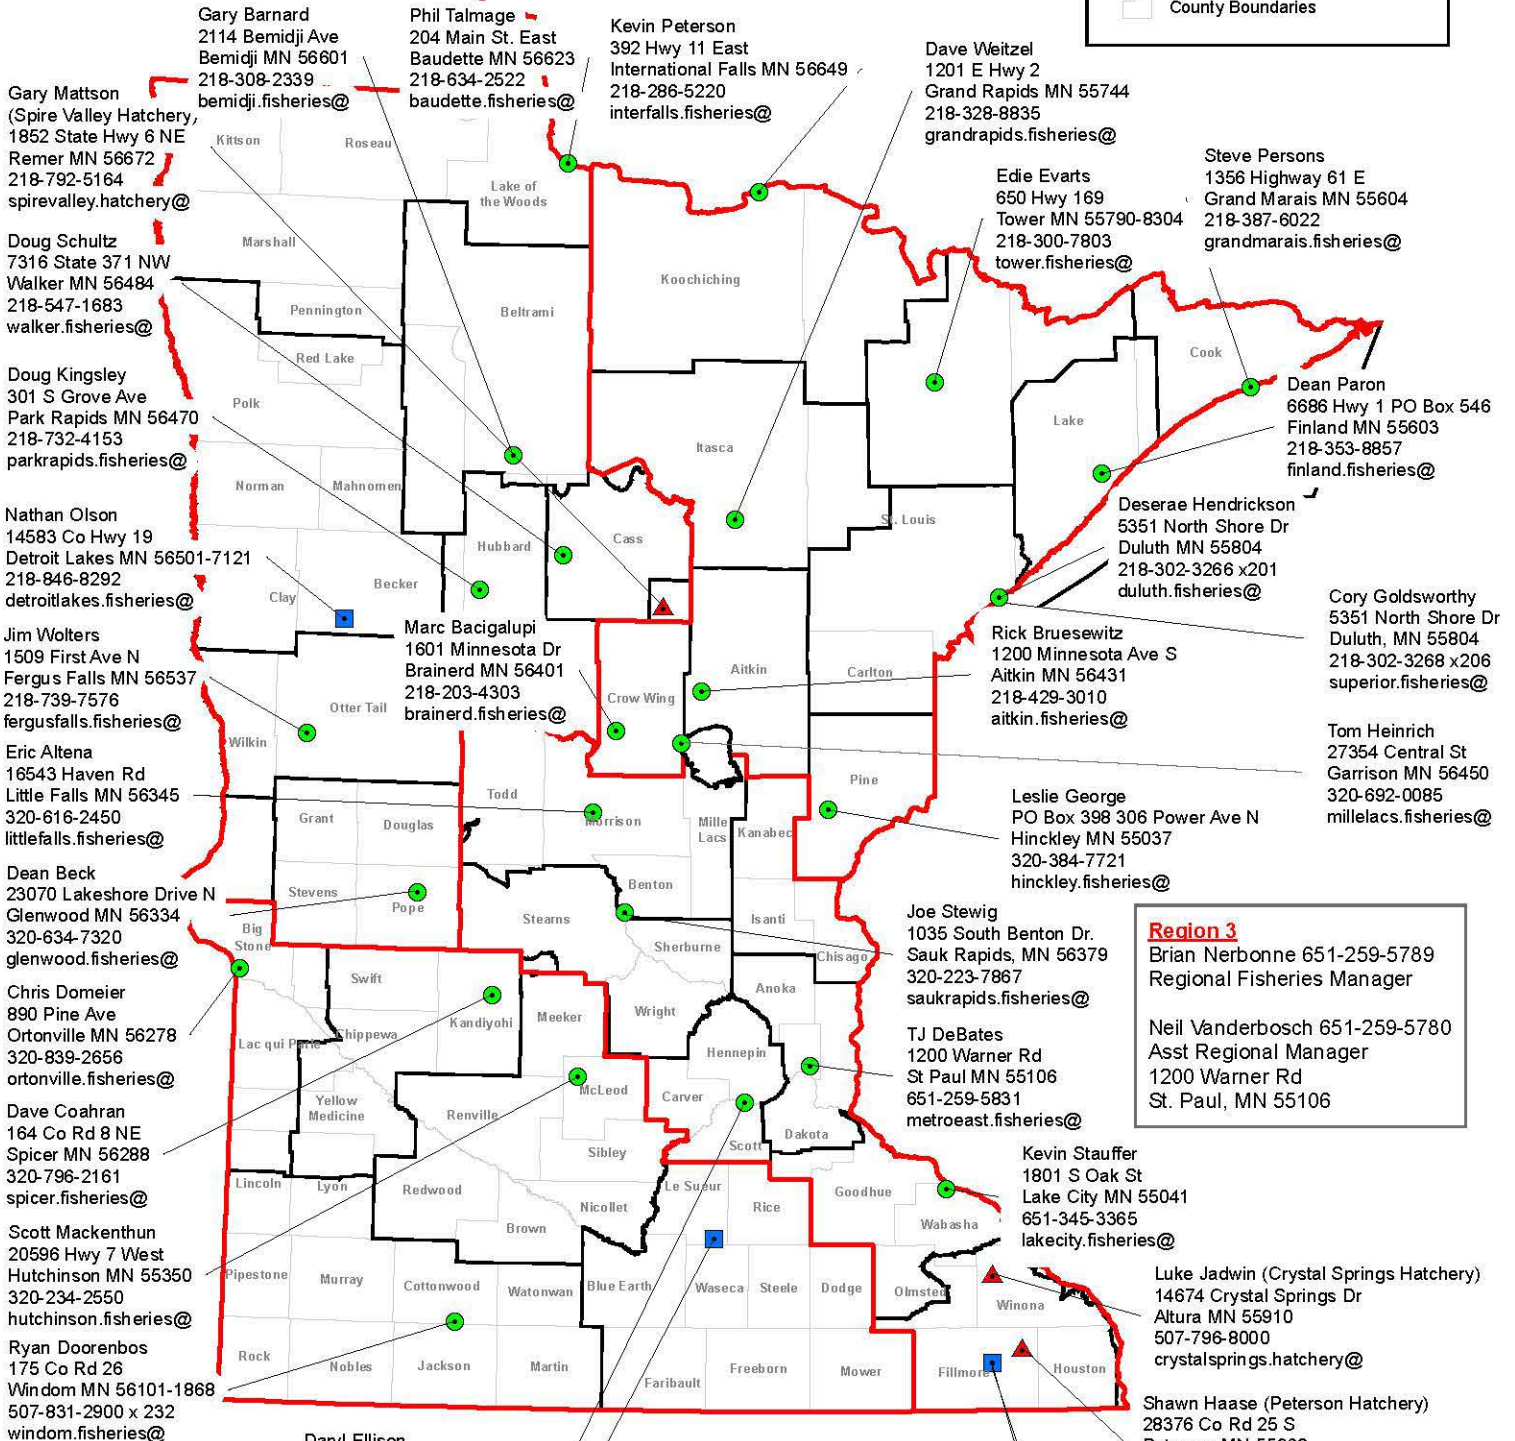 County Boundaries
Gary Barnard
2114 Bemidji Ave
Bemidji MN 56601
218-308-2339
bemidji.fisheries@
Phil Talmage
204 Main St. East
Baudette MN 56623
218-634-2522
baudette.fisheries@
Kevin Peterson
392 Hwy 11 East
International Falls MN 56649
218-286-5220
interfalls.fisheries@
Dave Weitzel
1201 E Hwy 2
Grand Rapids MN 55744
218-328-8835
grandrapids.fisheries@
Edie Evarts
650 Hwy 169
Tower MN 55790-8304
218-300-7803
tower.fisheries@
Steve Persons
1356 Highway 61 E
Grand Marais MN 55604
218-387-6022
grandmarais.fisheries@
Gary Mattson
(Spire Valley Hatchery)
1852 State Hwy 6 NE
Remer MN 56672
218-792-5164
spirevalley.hatchery@
Doug Schultz
7316 State 371 NW
Walker MN 56484
218-547-1683
walker.fisheries@
Doug Kingsley
301 S Grove Ave
Park Rapids MN 56470
218-732-4153
parkrapids.fisheries@
Nathan Olson
14583 Co Hwy 19
Detroit Lakes MN 56501-7121
218-846-8292
detroitlakes.fisheries@
Jim Wolters
1509 First Ave N
Fergus Falls MN 56537
218-739-7576
fergusfalls.fisheries@
Eric Altena
16543 Haven Rd
Little Falls MN 56345
320-616-2450
littlefalls.fisheries@
Dean Beck
23070 Lakeshore Drive N
Glenwood MN 56334
320-634-7320
glenwood.fisheries@
Chris Domeier
890 Pine Ave
Ortonville MN 56278
320-839-2656
ortonville.fisheries@
Dave Coahran
164 Co Rd 8 NE
Spicer MN 56288
320-796-2161
spicer.fisheries@
Scott Mackenthun
20596 Hwy 7 West
Hutchinson MN 55350
320-234-2550
hutchinson.fisheries@
Ryan Doorenbos
175 Co Rd 26
Windom MN 56101-1868
507-831-2900 x 232
windom.fisheries@
Daryl Ellison
Marc Bacigalupi
1601 Minnesota Dr
Brainerd MN 56401
218-203-4303
brainerd.fisheries@
Dean Paron
6686 Hwy 1 PO Box 546
Finland MN 55603
218-353-8857
finland.fisheries@
Deserae Hendrickson
5351 North Shore Dr
Duluth MN 55804
218-302-3266 x201
duluth.fisheries@
Cory Goldsworthy
5351 North Shore Dr
Duluth, MN 55804
218-302-3268 x206
superior.fisheries@
Rick Bruesewitz
1200 Minnesota Ave S
Aitkin MN 56431
218-429-3010
aitkin.fisheries@
Tom Heinrich
27354 Central St
Garrison MN 56450
320-692-0085
millelacs.fisheries@
Leslie George
PO Box 398 306 Power Ave N
Hinckley MN 55037
320-384-7721
hinckley.fisheries@
Joe Stewig
1035 South Benton Dr.
Sauk Rapids, MN 56379
320-223-7867
saukrapids.fisheries@
Region 3
Brian Nerbonne 651-259-5789
Regional Fisheries Manager
Neil Vanderbosch 651-259-5780
Asst Regional Manager
1200 Warner Rd
St. Paul, MN 55106
TJ DeBates
1200 Warner Rd
St Paul MN 55106
651-259-5831
metroeast.fisheries@
Kevin Stauffer
1801 S Oak St
Lake City MN 55041
651-345-3365
lakecity.fisheries@
Luke Jadwin (Crystal Springs Hatchery)
14674 Crystal Springs Dr
Altura MN 55910
507-796-8000
crystalsprings.hatchery@
Shawn Haase (Peterson Hatchery)
28376 Co Rd 25 S
Kittson
Roseau
Lake of
the Woods
Marshall
Koochiching
Pennington
Beltrami
Red Lake
Cook
Polk
Lake
Itasca
Norman
Mahnomen
St. Louis
Hubbard
Cass
Becker
Clay
Aitkin
Carlton
Crow Wing
Otter Tail
Wilkin
Pine
Todd
Morrison
Mille
Lacs
Kanabec
Grant
Douglas
Benton
Stevens
Pope
Stearns
Isanti
Big
Stone
Sherburne
Chisago
Swift
Anoka
Kandiyohi
Meeker
Wright
Chippewa
Lac qui Parle
Hennepin
McLeod
Carver
Yellow
Medicine
Renville
Dakota
Scott
Sibley
Lincoln
Lyon
Redwood
Le Sueur
Goodhue
Rice
Nicollet
Wabasha
Brown
Pipestone
Murray
Cottonwood
Watonwan
Blue Earth
Waseca
Steele
Dodge
Olmsted
Winona
Rock
Nobles
Jackson
Martin
Faribault
Freeborn
Mower
Fillmore
Houston